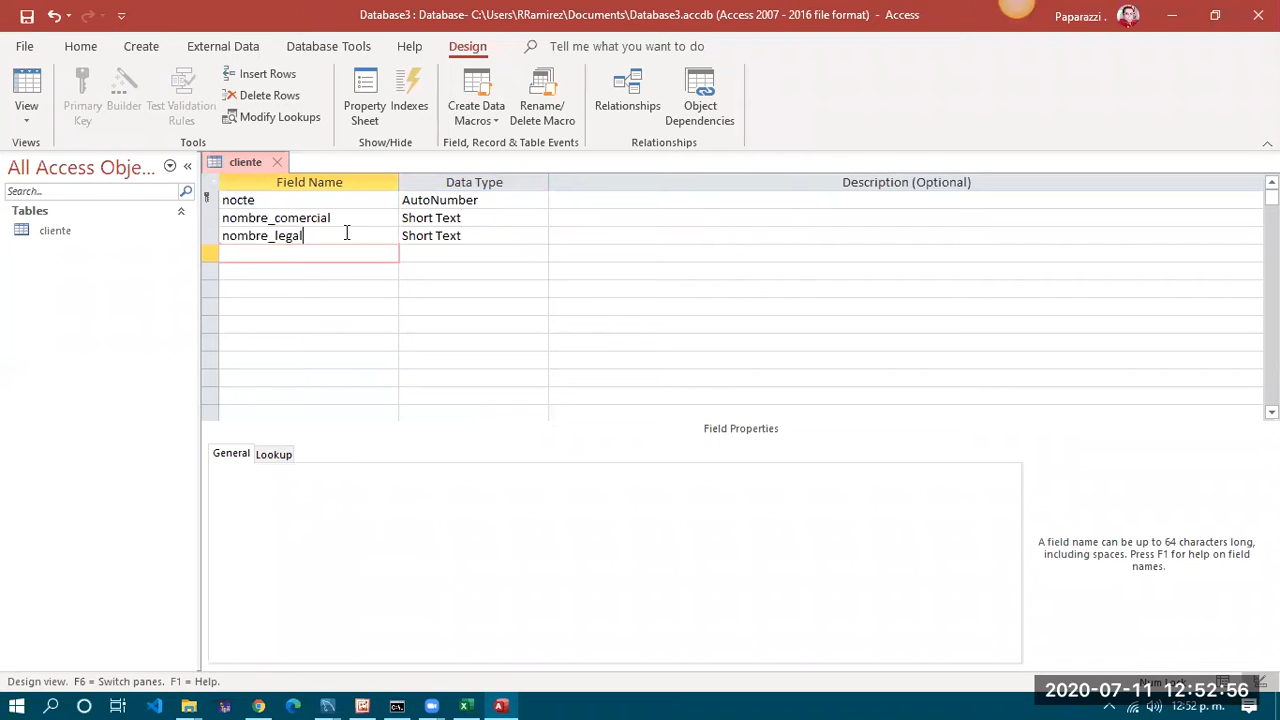 Database3 : Database- C:\Users\RRamirez\Documents\Database3.accdb (Access 2007 - 2016 file format) - Access
Paparazzi .
File Home Create External Data Database Tools Help Design Tell me what you want to do
View
Views
Primary Key
Builder
Test Validation Rules
Insert Rows
Delete Rows
Modify Lookups
Tools
Property Sheet
Indexes
Show/Hide
Create Data Macros
Rename/ Delete Macro
Field, Record & Table Events
Relationships
Object Dependencies
Relationships
All Access Obje...
Search...
Tables
cliente
cliente
Field Name Data Type Description (Optional)
nocte AutoNumber
nombre_comercial Short Text
nombre_legal Short Text
Field Properties
General Lookup
A field name can be up to 64 characters long,
including spaces. Press F1 for help on field
names.
Design view. F6 = Switch panes. F1 = Help.
Num Lock
2020-07-11 12:52:56
12:52 p. m.